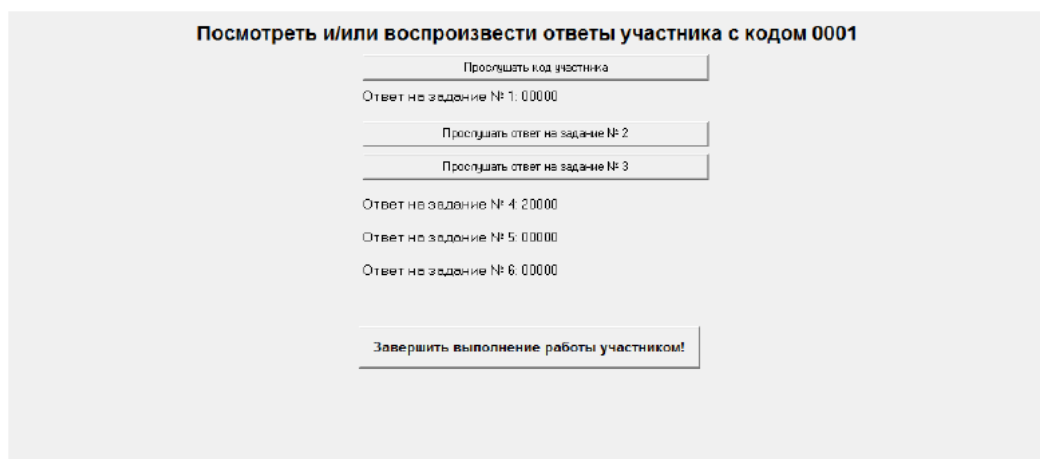 Посмотреть и/или воспроизвести ответы участника с кодом 0001
Прослушать код участника
Ответ на задание № 1: 00000
Прослушать ответ на задание № 2
Прослушать ответ на задание № 3
Ответ на задание № 4: 20000
Ответ на задание № 5: 00000
Ответ на задание № 6: 00000
Завершить выполнение работы участником!